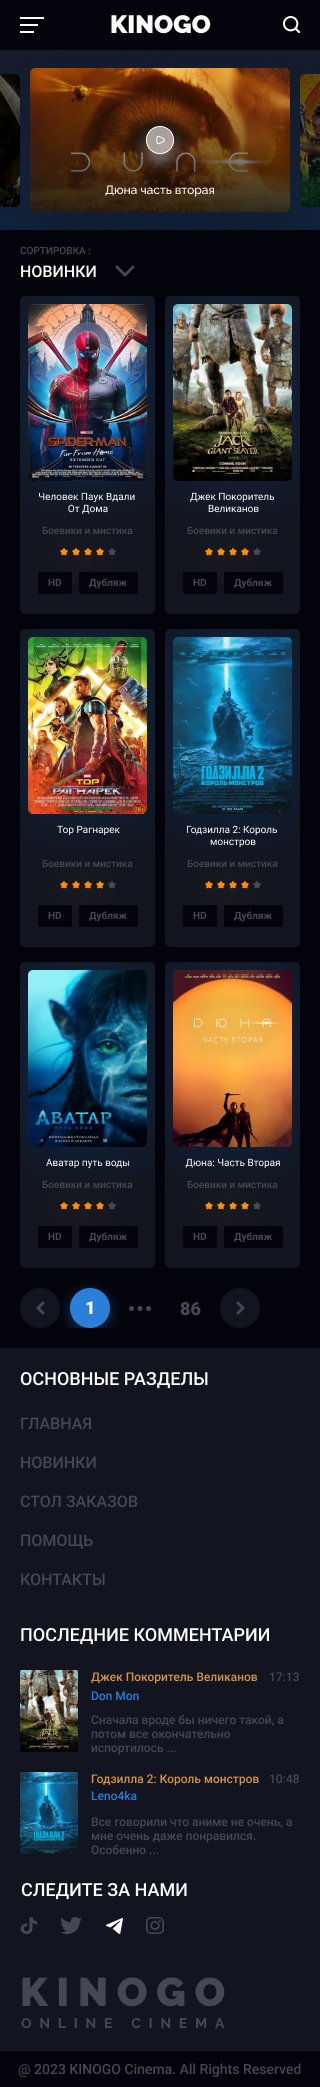 KINOGO
DUNE
Дюна часть вторая
СОРТИРОВКА :
НОВИНКИ
SPIDER-MAN
Far From Home
EXTENDED CUT
JACK
THE
GIANT SLAYER
COMING SOON
Человек Паук Вдали
От Дома
Джек Покоритель
Великанов
Боевики и мистика
Боевики и мистика
HD Дубляж
HD Дубляж
ТОР
РАГНАРЕК
ГОДЗИЛЛА 2
КОРОЛЬ МОНСТРОВ
Тор Рагнарек
Годзилла 2: Король
монстров
Боевики и мистика
Боевики и мистика
HD Дубляж
HD Дубляж
АВАТАР
ПУТЬ ВОДЫ
ДЮНА
ЧАСТЬ ВТОРАЯ
Аватар путь воды
Дюна: Часть Вторая
Боевики и мистика
Боевики и мистика
HD Дубляж
HD Дубляж
1 ••• 86
ОСНОВНЫЕ РАЗДЕЛЫ
ГЛАВНАЯ
НОВИНКИ
СТОЛ ЗАКАЗОВ
ПОМОЩЬ
КОНТАКТЫ
ПОСЛЕДНИЕ КОММЕНТАРИИ
Джек Покоритель Великанов 17:13
Don Mon
Сначала вроде бы ничего такой, а
потом все окончательно
испортилось ...
Годзилла 2: Король монстров 10:48
Leno4ka
Все говорили что аниме не очень, а
мне очень даже понравился.
Особенно ...
СЛЕДИТЕ ЗА НАМИ
KINOGO
ONLINE CINEMA
@ 2023 KINOGO Cinema. All Rights Reserved